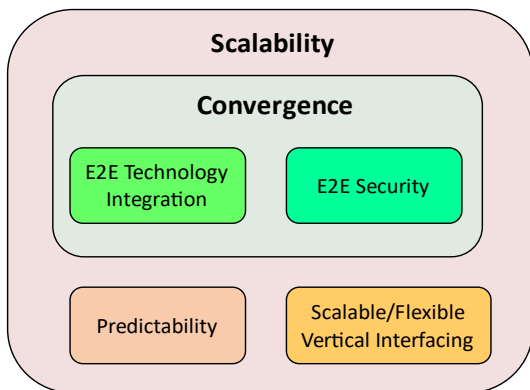 Scalability
Convergence
E2E Technology
Integration
E2E Security
Predictability
Scalable/Flexible
Vertical Interfacing